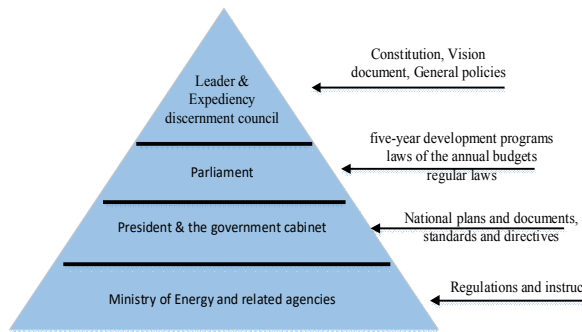 Leader &
Expediency
discernment council
Constitution, Vision
document, General policies
Parliament
five-year development programs
laws of the annual budgets
regular laws
President & the government cabinet
National plans and documents,
standards and directives
Ministry of Energy and related agencies
Regulations and